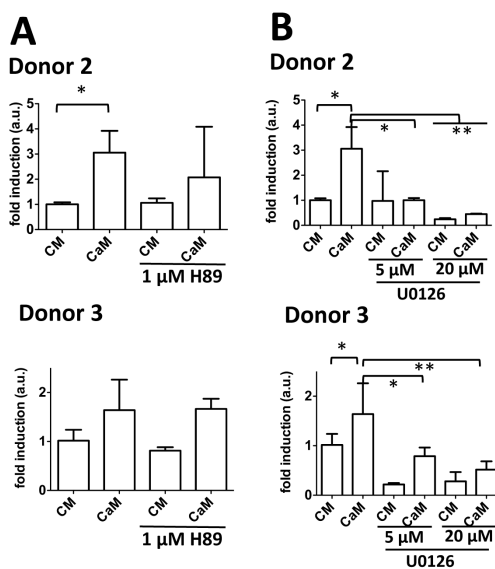 A
B
Donor 2
Donor 2
fold induction (a.u.)
5
4
3
2
1
0
*
CM
CaM
CM
CaM
1 µM H89
fold induction (a.u.)
5
4
3
2
1
0
*
*
**
CM
CaM
CM
CaM
CM
CaM
5 µM
20 µM
U0126
Donor 3
Donor 3
fold induction (a.u.)
2
1
0
CM
CaM
CM
CaM
1 µM H89
fold induction (a.u.)
2
1
0
*
*
**
CM
CaM
CM
CaM
CM
CaM
5 µM
20 µM
U0126